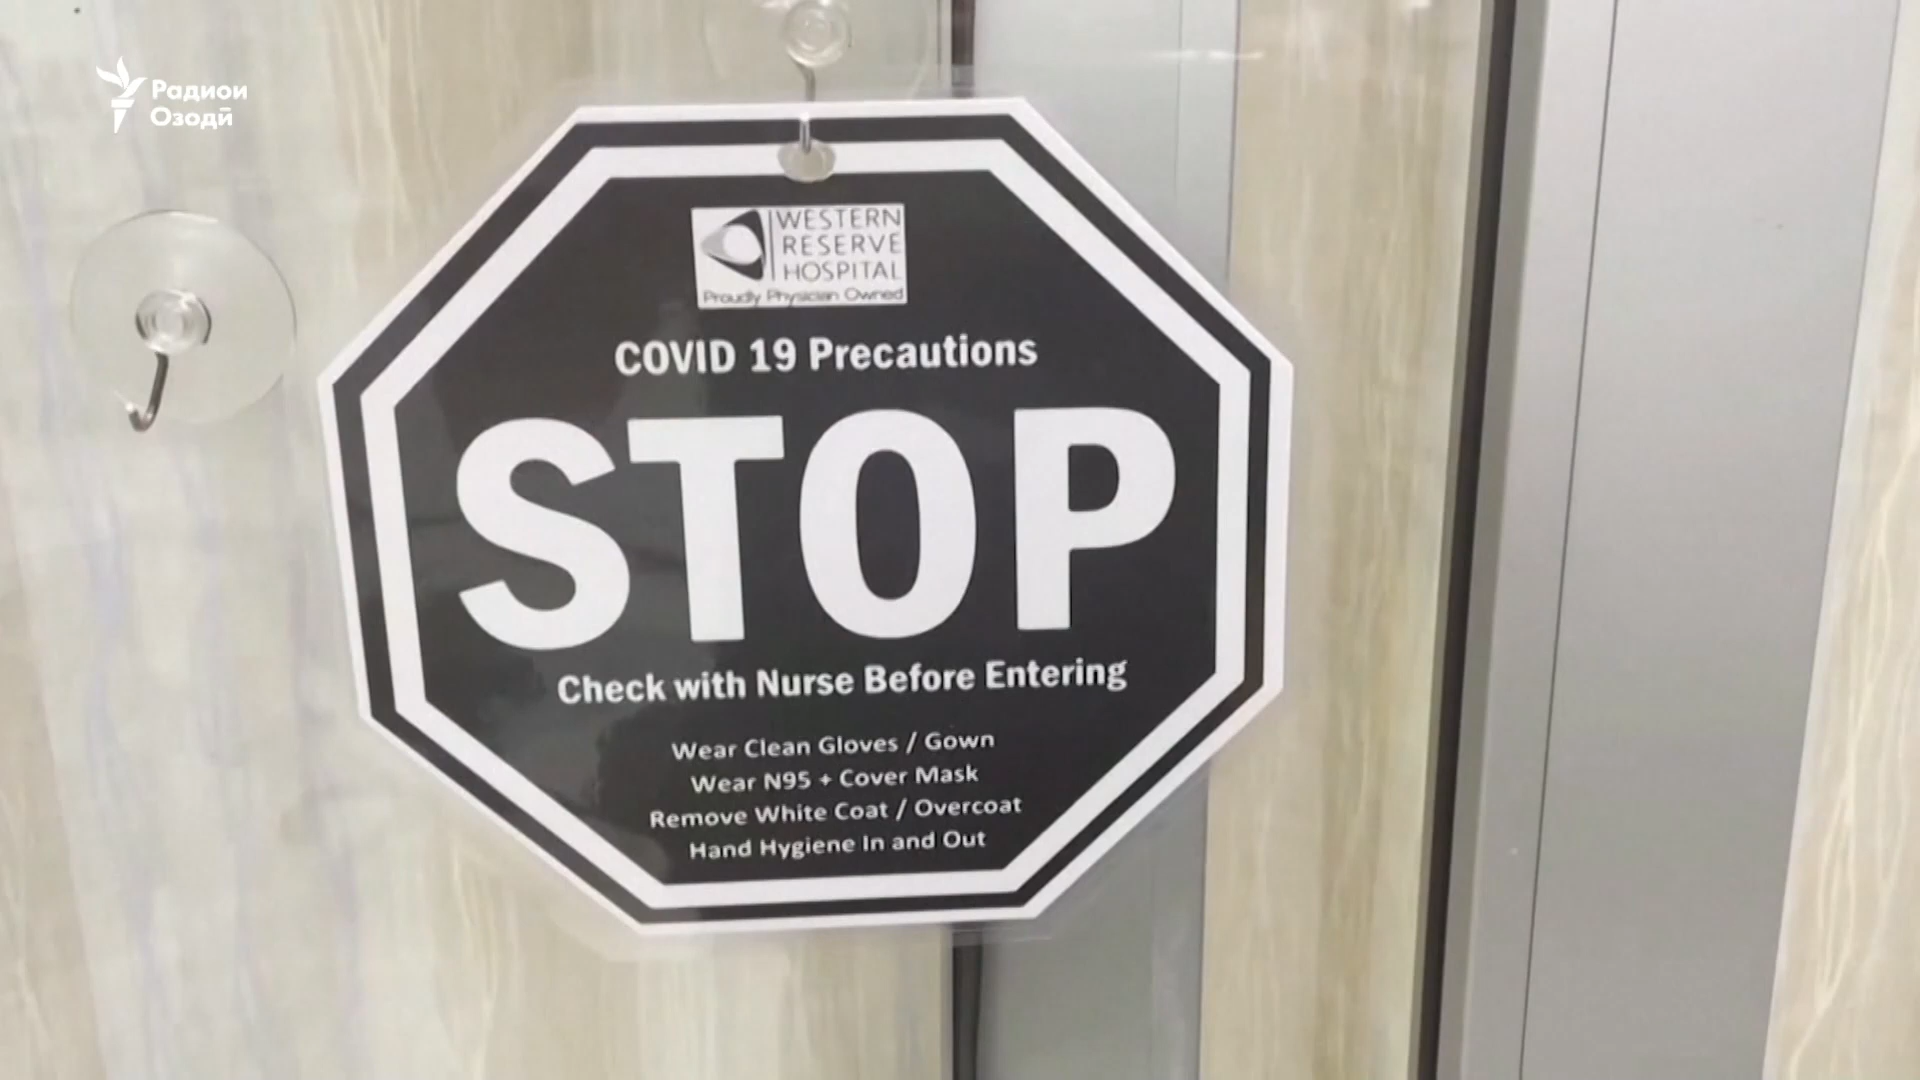 Радиои
Озодӣ
WESTERN
RESERVE
HOSPITAL
Proudly Physician Owned
COVID 19 Precautions
STOP
Check with Nurse Before Entering
Wear Clean Gloves / Gown
Wear N95 + Cover Mask
Remove White Coat / Overcoat
Hand Hygiene In and Out